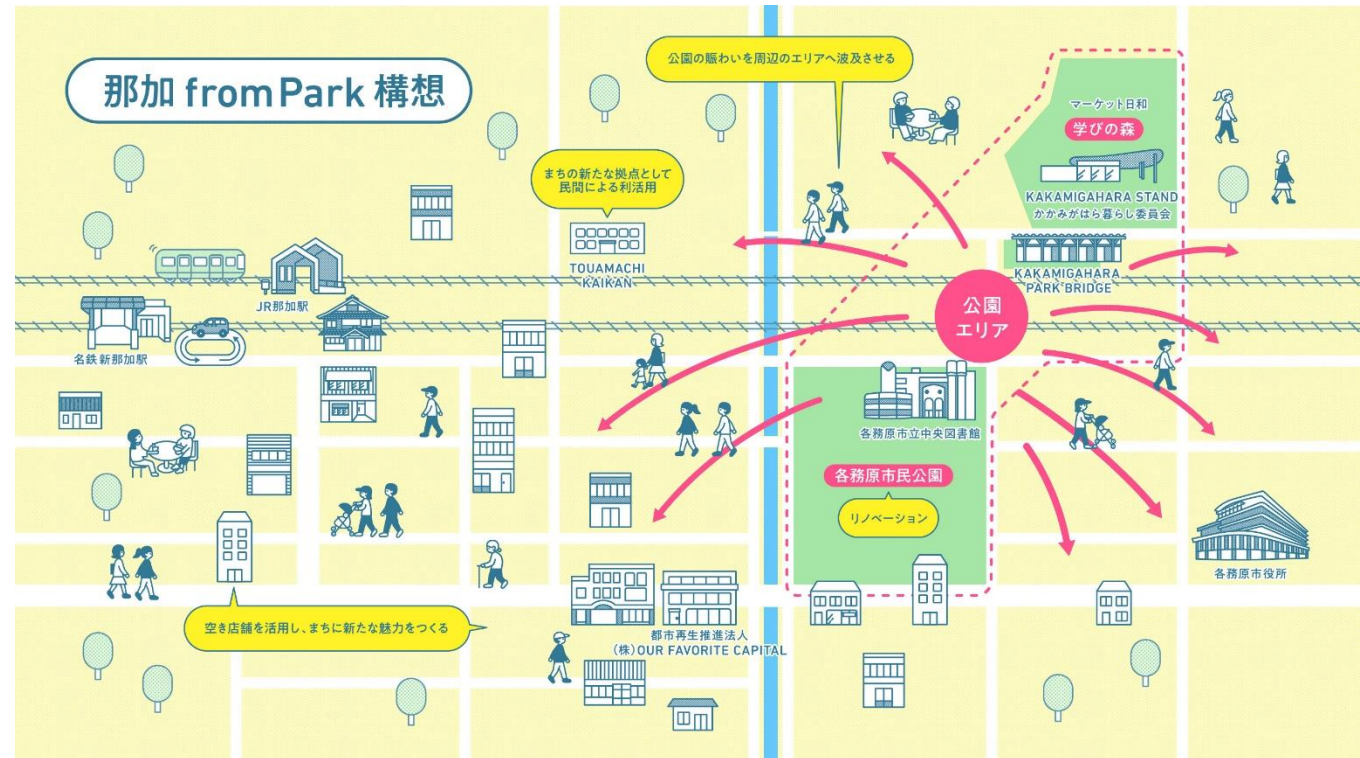 那加 fromPark 構想
公園の賑わいを周辺のエリアへ波及させる
マーケット日和
学びの森
KAKAMIGAHARA STAND
かかみがはら暮らし委員会
まちの新たな拠点として
民間による利活用
TOUAMACHI
KAIKAN
KAKAMIGAHARA
PARK BRIDGE
JR那加駅
公園
エリア
名鉄新那加駅
各務原市立中央図書館
各務原市民公園
リノベーション
各務原市役所
空き店舗を活用し、まちに新たな魅力をつくる
都市再生推進法人
(株)OUR FAVORITE CAPITAL